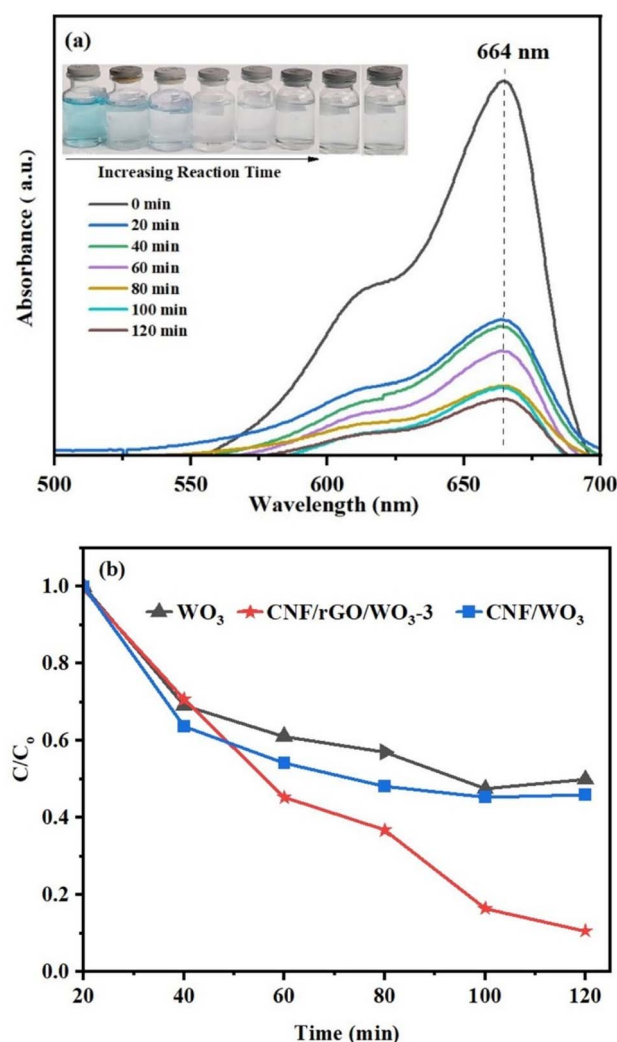 (a)
664 nm
Increasing Reaction Time
0 min
20 min
40 min
60 min
80 min
100 min
120 min
Absorbance ( a.u.)
500 550 600 650 700
Wavelength (nm)
(b)
WO₃ CNF/rGO/WO₃-3 CNF/WO₃
1.0
0.8
0.6
0.4
0.2
0.0
C/Cₒ
20 40 60 80 100 120
Time (min)